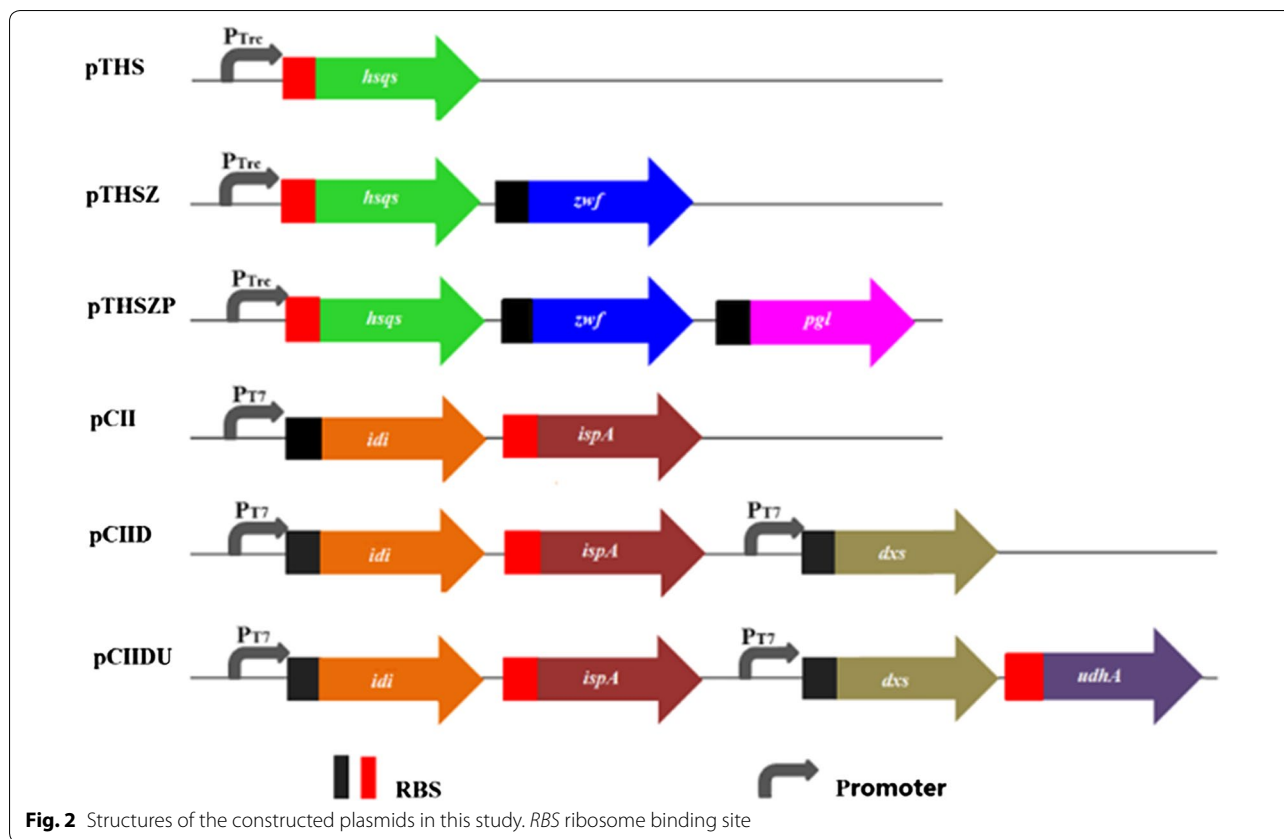 PTrc
pTHS
hsqs
PTrc
pTHSZ
hsqs zwf
PTrc
pTHSZP
hsqs zwf pgl
PT7
pCII
idi ispA
PT7 PT7
pCIID
idi ispA dxs
PT7 PT7
pCIIDU
idi ispA dxs udhA
RBS Promoter
Fig. 2 Structures of the constructed plasmids in this study. RBS ribosome binding site